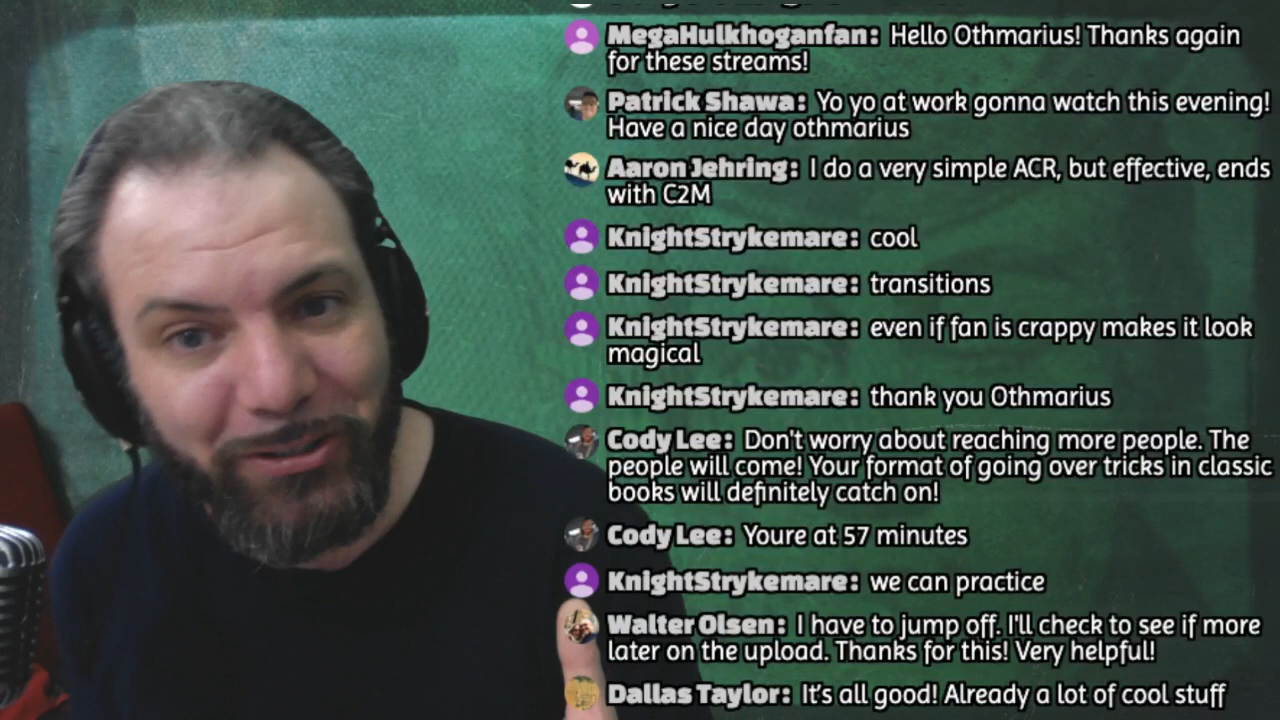 MegaHulkhoganfan: Hello Othmarius! Thanks again
for these streams!
Patrick Shawa: Yo yo at work gonna watch this evening!
Have a nice day othmarius
Aaron Jehring: I do a very simple ACR, but effective, ends
with C2M
KnightStrykemare: cool
KnightStrykemare: transitions
KnightStrykemare: even if fan is crappy makes it look
magical
KnightStrykemare: thank you Othmarius
Cody Lee: Don't worry about reaching more people. The
people will come! Your format of going over tricks in classic
books will definitely catch on!
Cody Lee: Youre at 57 minutes
KnightStrykemare: we can practice
Walter Olsen: I have to jump off. I'll check to see if more
later on the upload. Thanks for this! Very helpful!
Dallas Taylor: It's all good! Already a lot of cool stuff